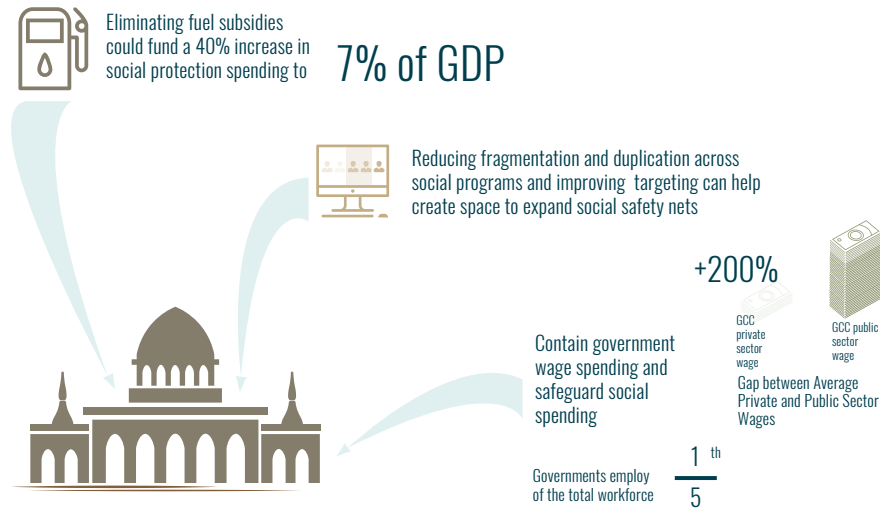 Eliminating fuel subsidies
could fund a 40% increase in
social protection spending to
7% of GDP
Reducing fragmentation and duplication across
social programs and improving targeting can help
create space to expand social safety nets
+200%
GCC
private
sector
wage
GCC public
sector
wage
Gap between Average
Private and Public Sector
Wages
Contain government
wage spending and
safeguard social
spending
Governments employ
of the total workforce
1 th
5